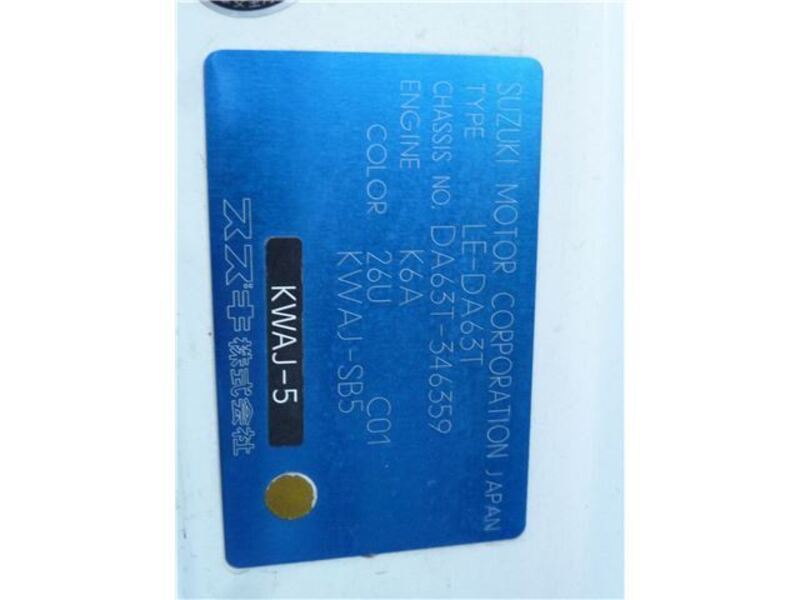 SUZUKI MOTOR CORPORATION JAPAN
TYPE LE-DA63T
CHASSIS NO. DA63T-346359
ENGINE K6A
COLOR 26U C01
KWAJ-SB5
KWAJ-5
スズキ株式会社